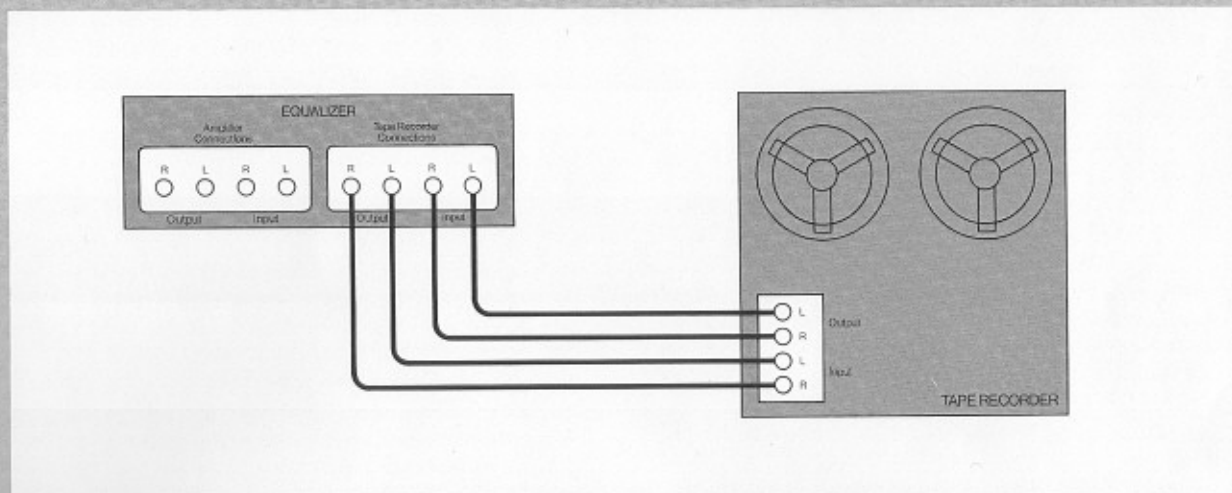 EQUALIZER
Amplifier
Connections
Tape Recorder
Connections
R L R L
R L R L
Output Input
Output Input
L
Output
R
L
Input
R
TAPE RECORDER